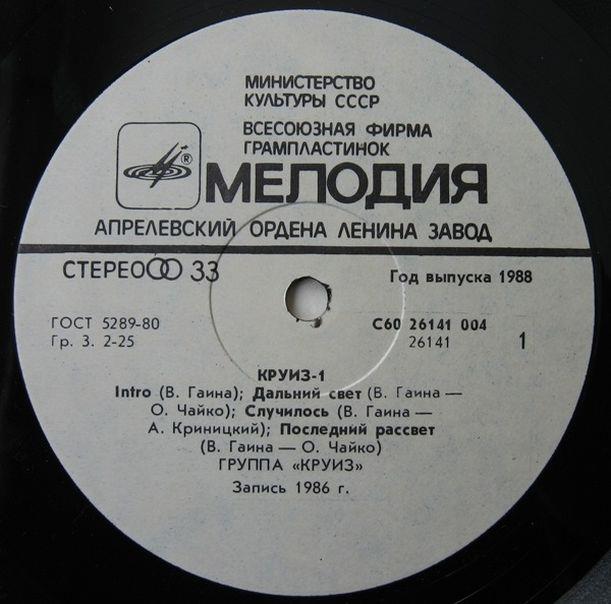 МИНИСТЕРСТВО
КУЛЬТУРЫ СССР
ВСЕСОЮЗНАЯ ФИРМА
ГРАМПЛАСТИНОК
®
МЕЛОДИЯ
АПРЕЛЕВСКИЙ ОРДЕНА ЛЕНИНА ЗАВОД
СТЕРЕО 33
Год выпуска 1988
ГОСТ 5289-80
С60 26141 004
Гр. 3. 2-25
26141
1
КРУИЗ-1
Intro (В. Гаина); Дальний свет (В. Гаина —
О. Чайко); Случилось (В. Гаина —
А. Криницкий); Последний рассвет
(В. Гаина — О. Чайко)
ГРУППА «КРУИЗ»
Запись 1986 г.